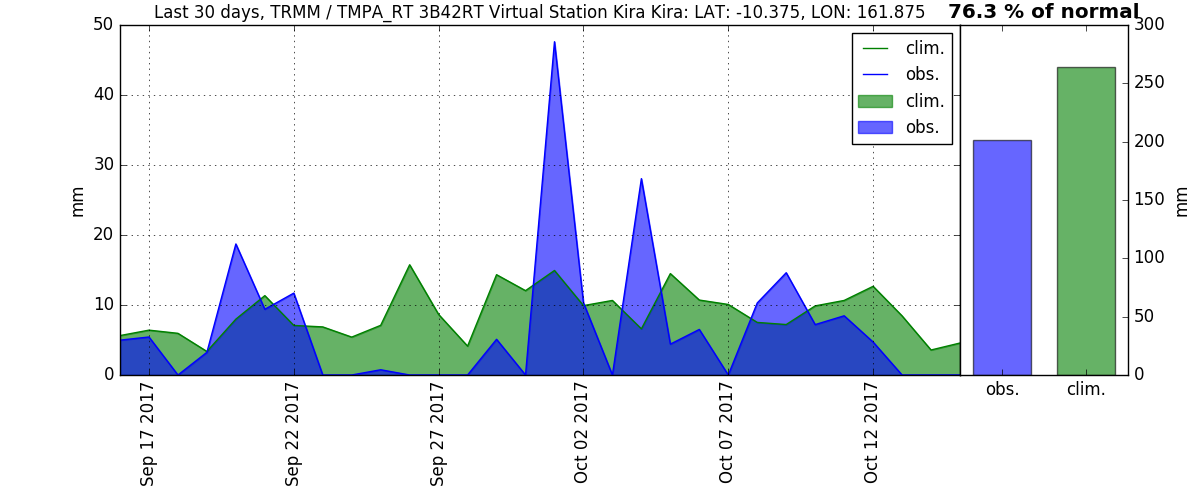 Last 30 days, TRMM / TMPA_RT 3B42RT Virtual Station Kira Kira: LAT: -10.375, LON: 161.875
76.3 % of normal
mm
50
40
30
20
10
0
clim.
obs.
clim.
obs.
Sep 17 2017
Sep 22 2017
Sep 27 2017
Oct 02 2017
Oct 07 2017
Oct 12 2017
300
250
200
150
100
50
0
mm
obs.
clim.